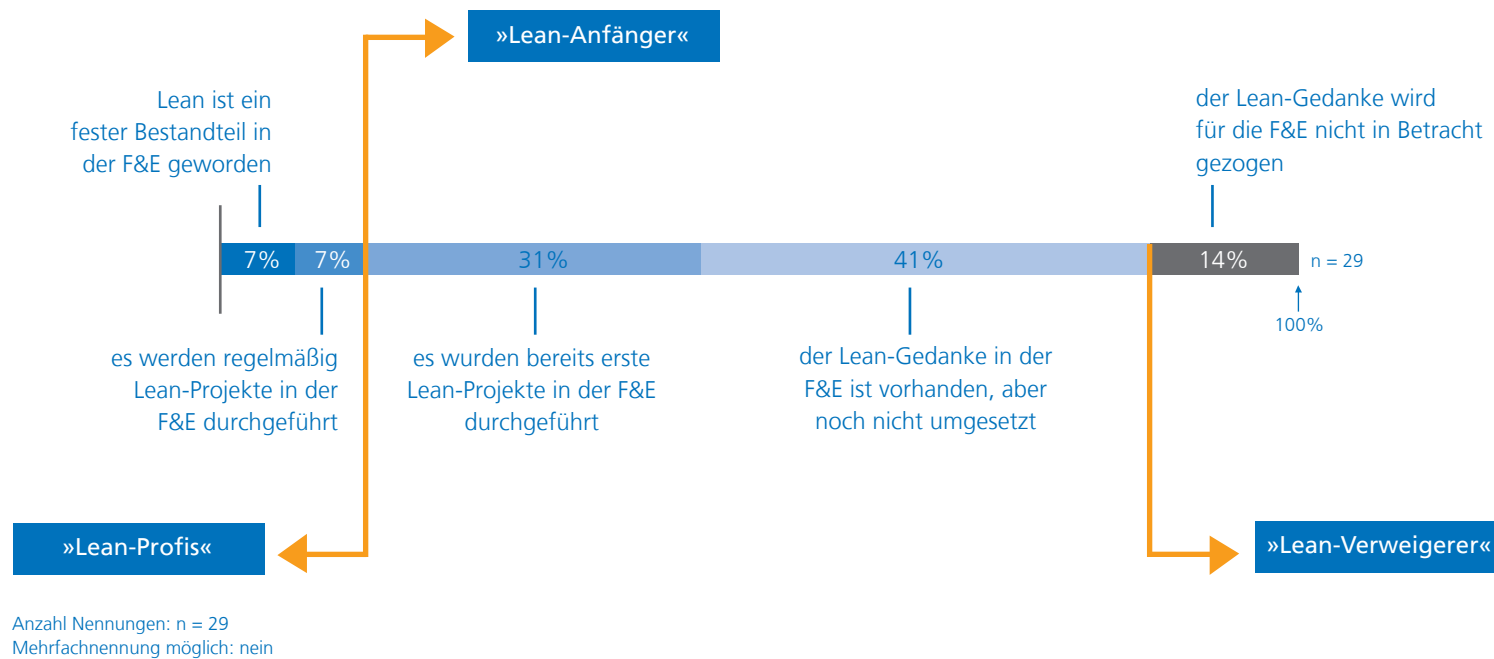 »Lean-Anfänger«
Lean ist ein
fester Bestandteil in
der F&E geworden
der Lean-Gedanke wird
für die F&E nicht in Betracht
gezogen
7%
7%
31%
41%
14%
n = 29
100%
es werden regelmäßig
Lean-Projekte in der
F&E durchgeführt
es wurden bereits erste
Lean-Projekte in der F&E
durchgeführt
der Lean-Gedanke in der
F&E ist vorhanden, aber
noch nicht umgesetzt
»Lean-Profis«
»Lean-Verweigerer«
Anzahl Nennungen: n = 29
Mehrfachnennung möglich: nein